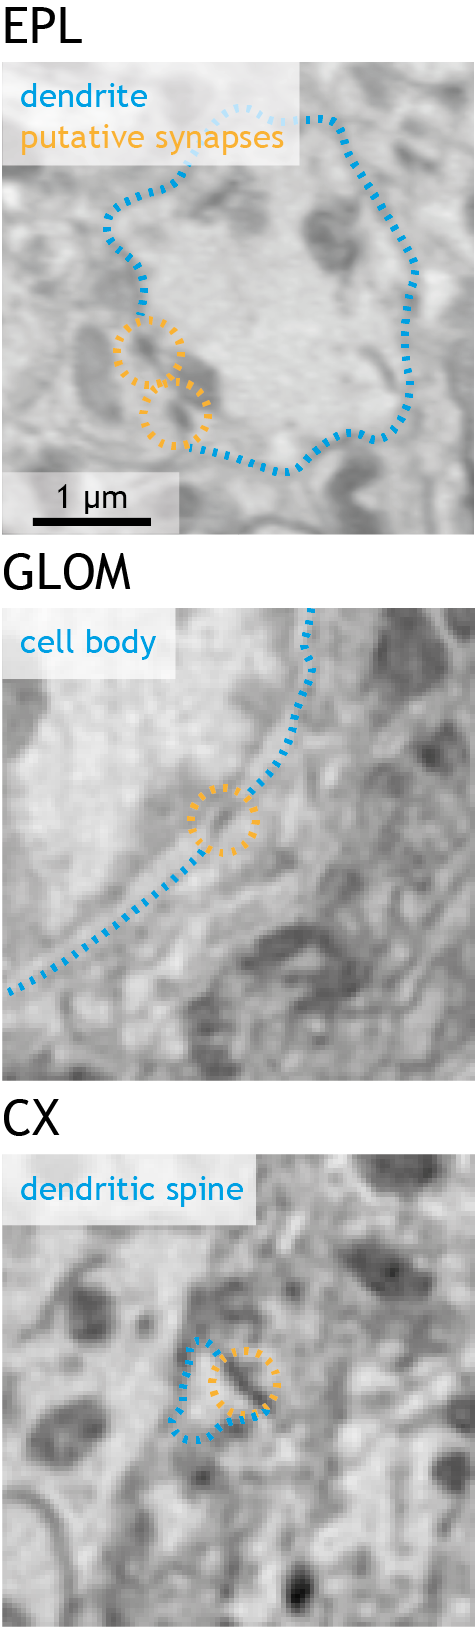 EPL
dendrite
putative synapses
1 µm
GLOM
cell body
CX
dendritic spine